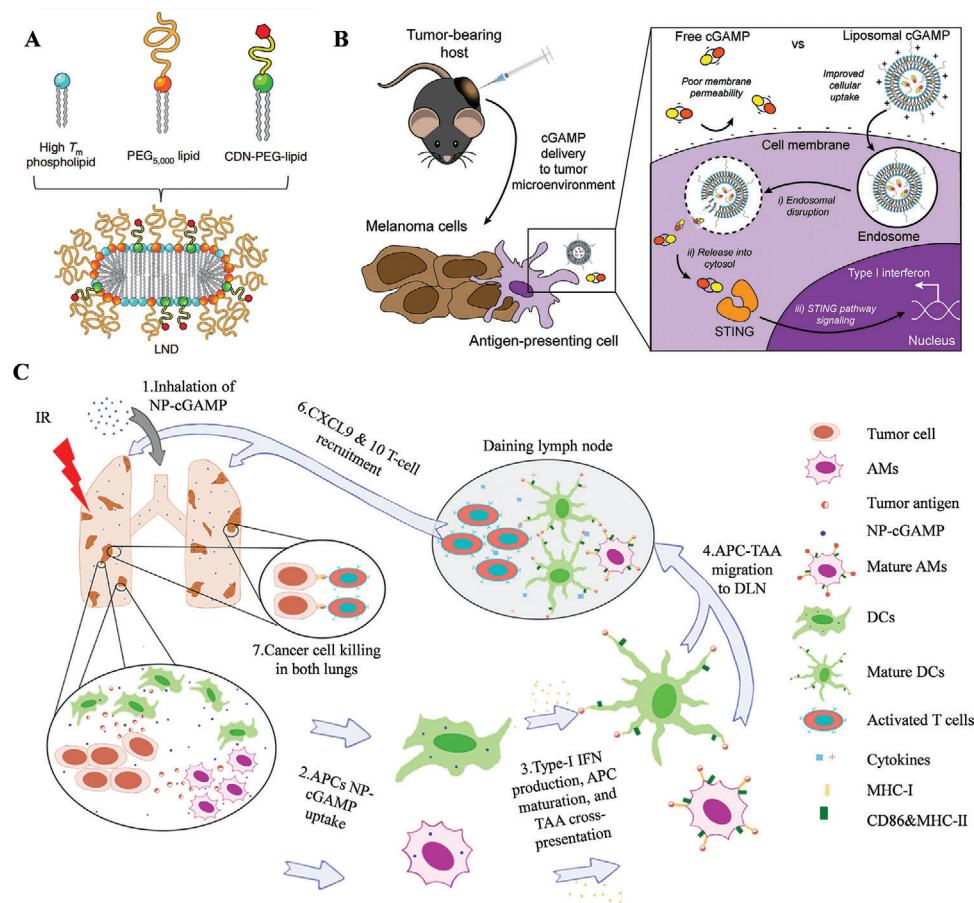 A
High Tm
phospholipid
PEG5,000 lipid
CDN-PEG-lipid
LND
B
Tumor-bearing
host
cGAMP
delivery
to tumor
microenvironment
Melanoma cells
Antigen-presenting cell
Free cGAMP
vs
Liposomal cGAMP
Poor membrane
permeability
Improved
cellular
uptake
Cell membrane
i) Endosomal
disruption
Endosome
ii) Release into
cytosol
STING
Type I interferon
iii) STING pathway
signaling
Nucleus
C
1.Inhalation of
NP-cGAMP
IR
6.CXCL9 & 10 T-cell
recruitment
Daining lymph node
4.APC-TAA
migration
to DLN
7.Cancer cell killing
in both lungs
2.APCs NP-
cGAMP
uptake
3.Type-I IFN
production, APC
maturation, and
TAA cross-
presentation
Tumor cell
AMs
Tumor antigen
NP-cGAMP
Mature AMs
DCs
Mature DCs
Activated T cells
Cytokines
MHC-I
CD86&MHC-II